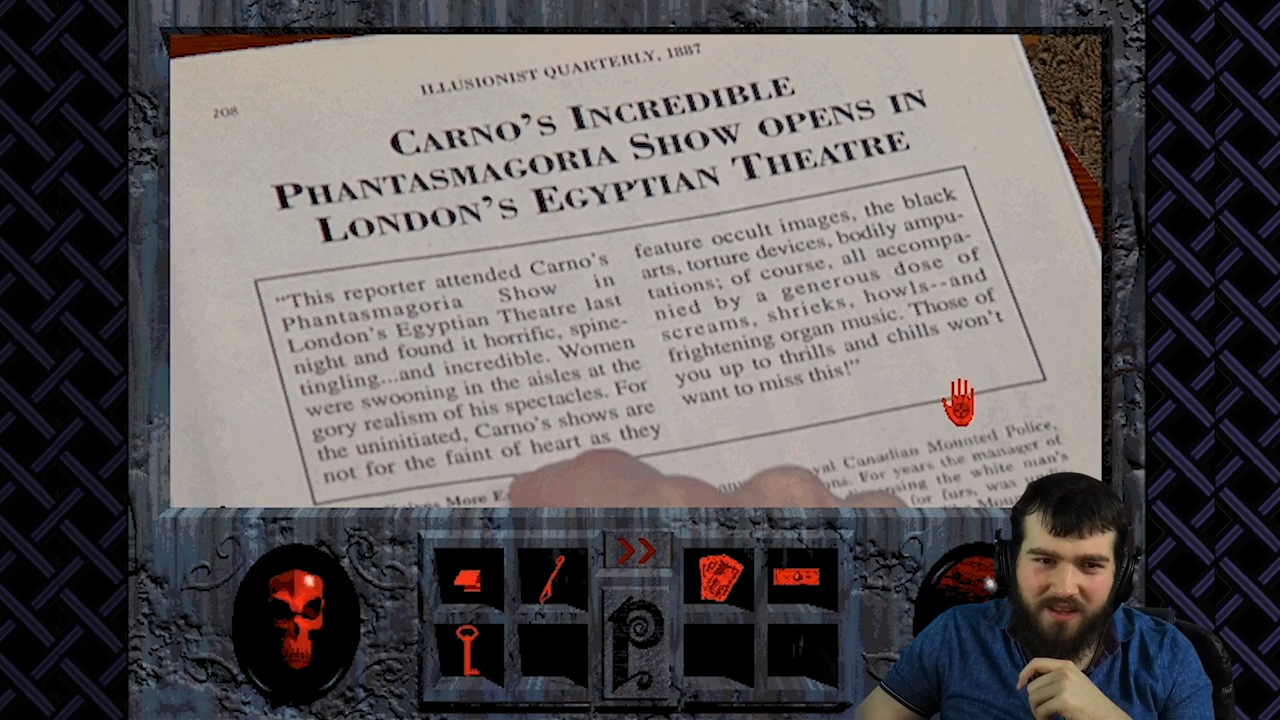 ILLUSIONIST QUARTERLY, 1887
208
CARNO'S INCREDIBLE
PHANTASMAGORIA SHOW OPENS IN
LONDON'S EGYPTIAN THEATRE
"This reporter attended Carno's
Phantasmagoria Show in
London's Egyptian Theatre last
night and found it horrific, spine-
tingling...and incredible. Women
were swooning in the aisles at the
gory realism of his spectacles. For
the uninitiated, Carno's shows are
not for the faint of heart as they
feature occult images, the black
arts, torture devices, bodily ampu-
tations; of course, all accompa-
nied by a generous dose of
screams, shrieks, howls--and
frightening organ music. Those of
you up to thrills and chills won't
want to miss this!"
More
Canadian Mounted Police,
For years the manager of
the white man's
for furs, was